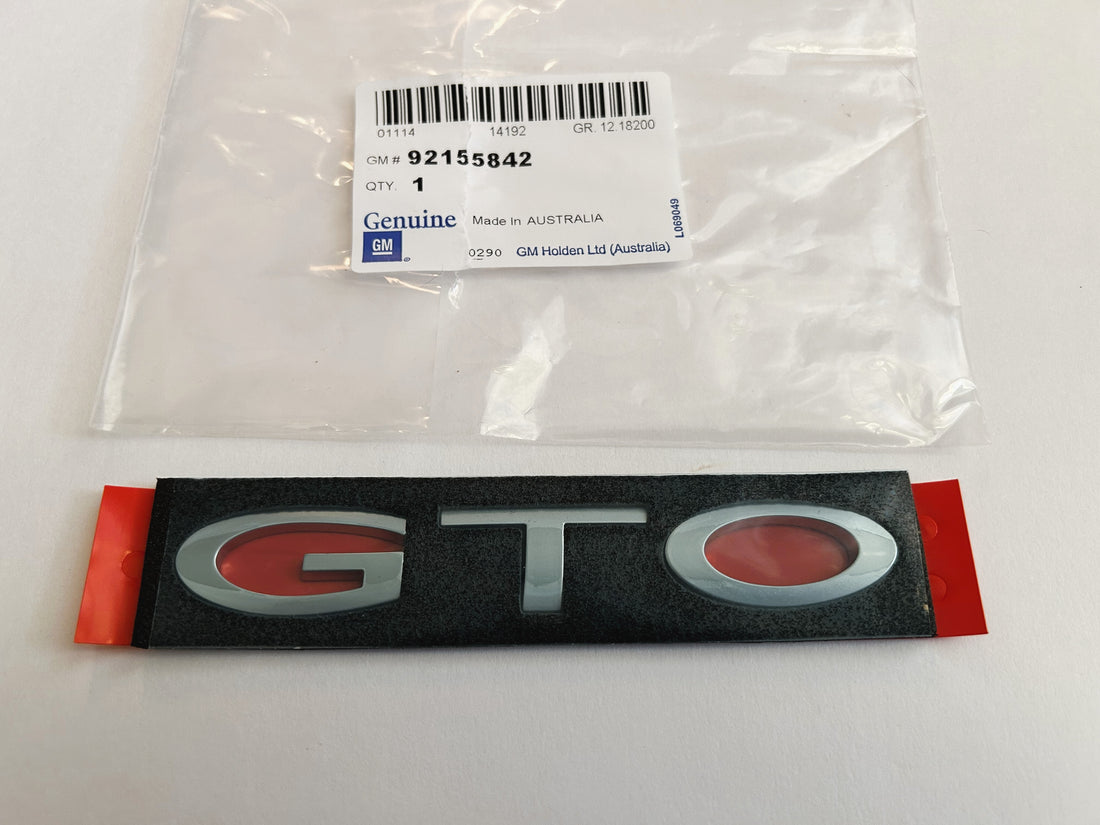 01114 14192 GR. 12.18200
GM # 92155842
QTY. 1
Genuine Made In AUSTRALIA
GM 0290 GM Holden Ltd (Australia)
L069049
GTO